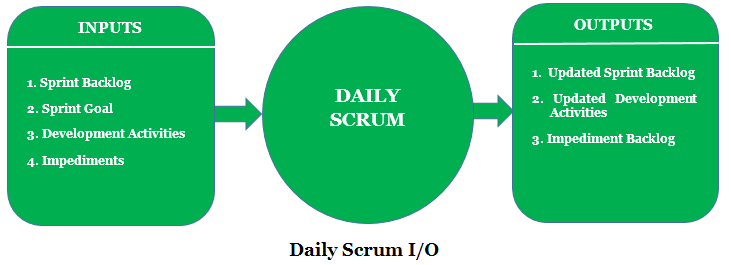 INPUTS
1. Sprint Backlog
2. Sprint Goal
3. Development Activities
4. Impediments
DAILY
SCRUM
OUTPUTS
1. Updated Sprint Backlog
2. Updated Development
Activities
3. Impediment Backlog
Daily Scrum I/O